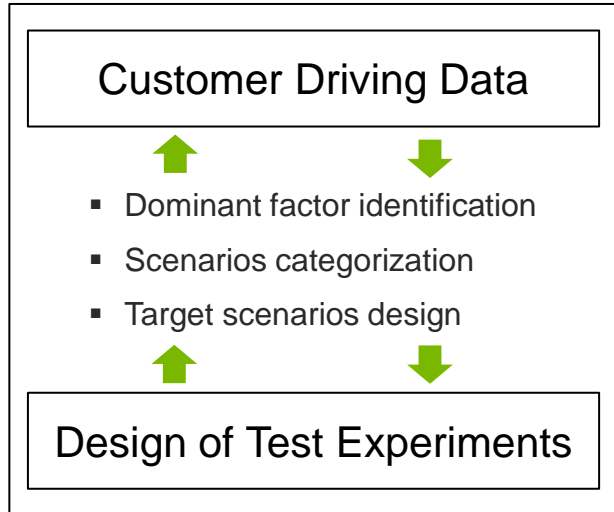 Customer Driving Data
▪ Dominant factor identification
▪ Scenarios categorization
▪ Target scenarios design
Design of Test Experiments